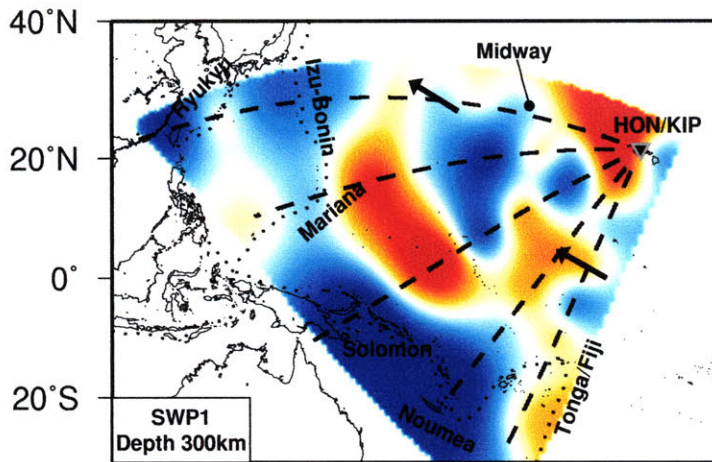 40°N
Midway
Ryukyu
Izu-Bonin
HON/KIP
20°N
Mariana
0°
Solomon
Tonga/Fiji
20°S
Noumea
SWP1
Depth 300km